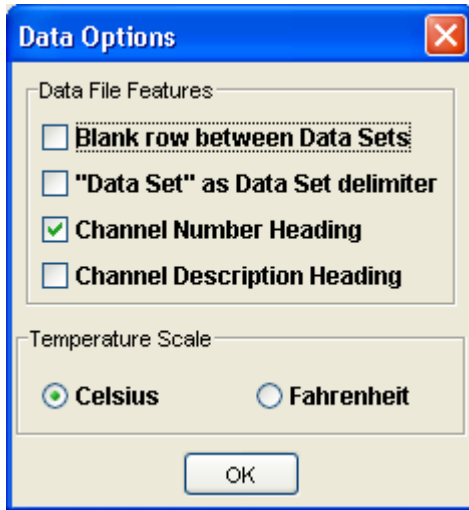 Data Options
Data File Features
Blank row between Data Sets
"Data Set" as Data Set delimiter
Channel Number Heading
Channel Description Heading
Temperature Scale
Celsius
Fahrenheit
OK